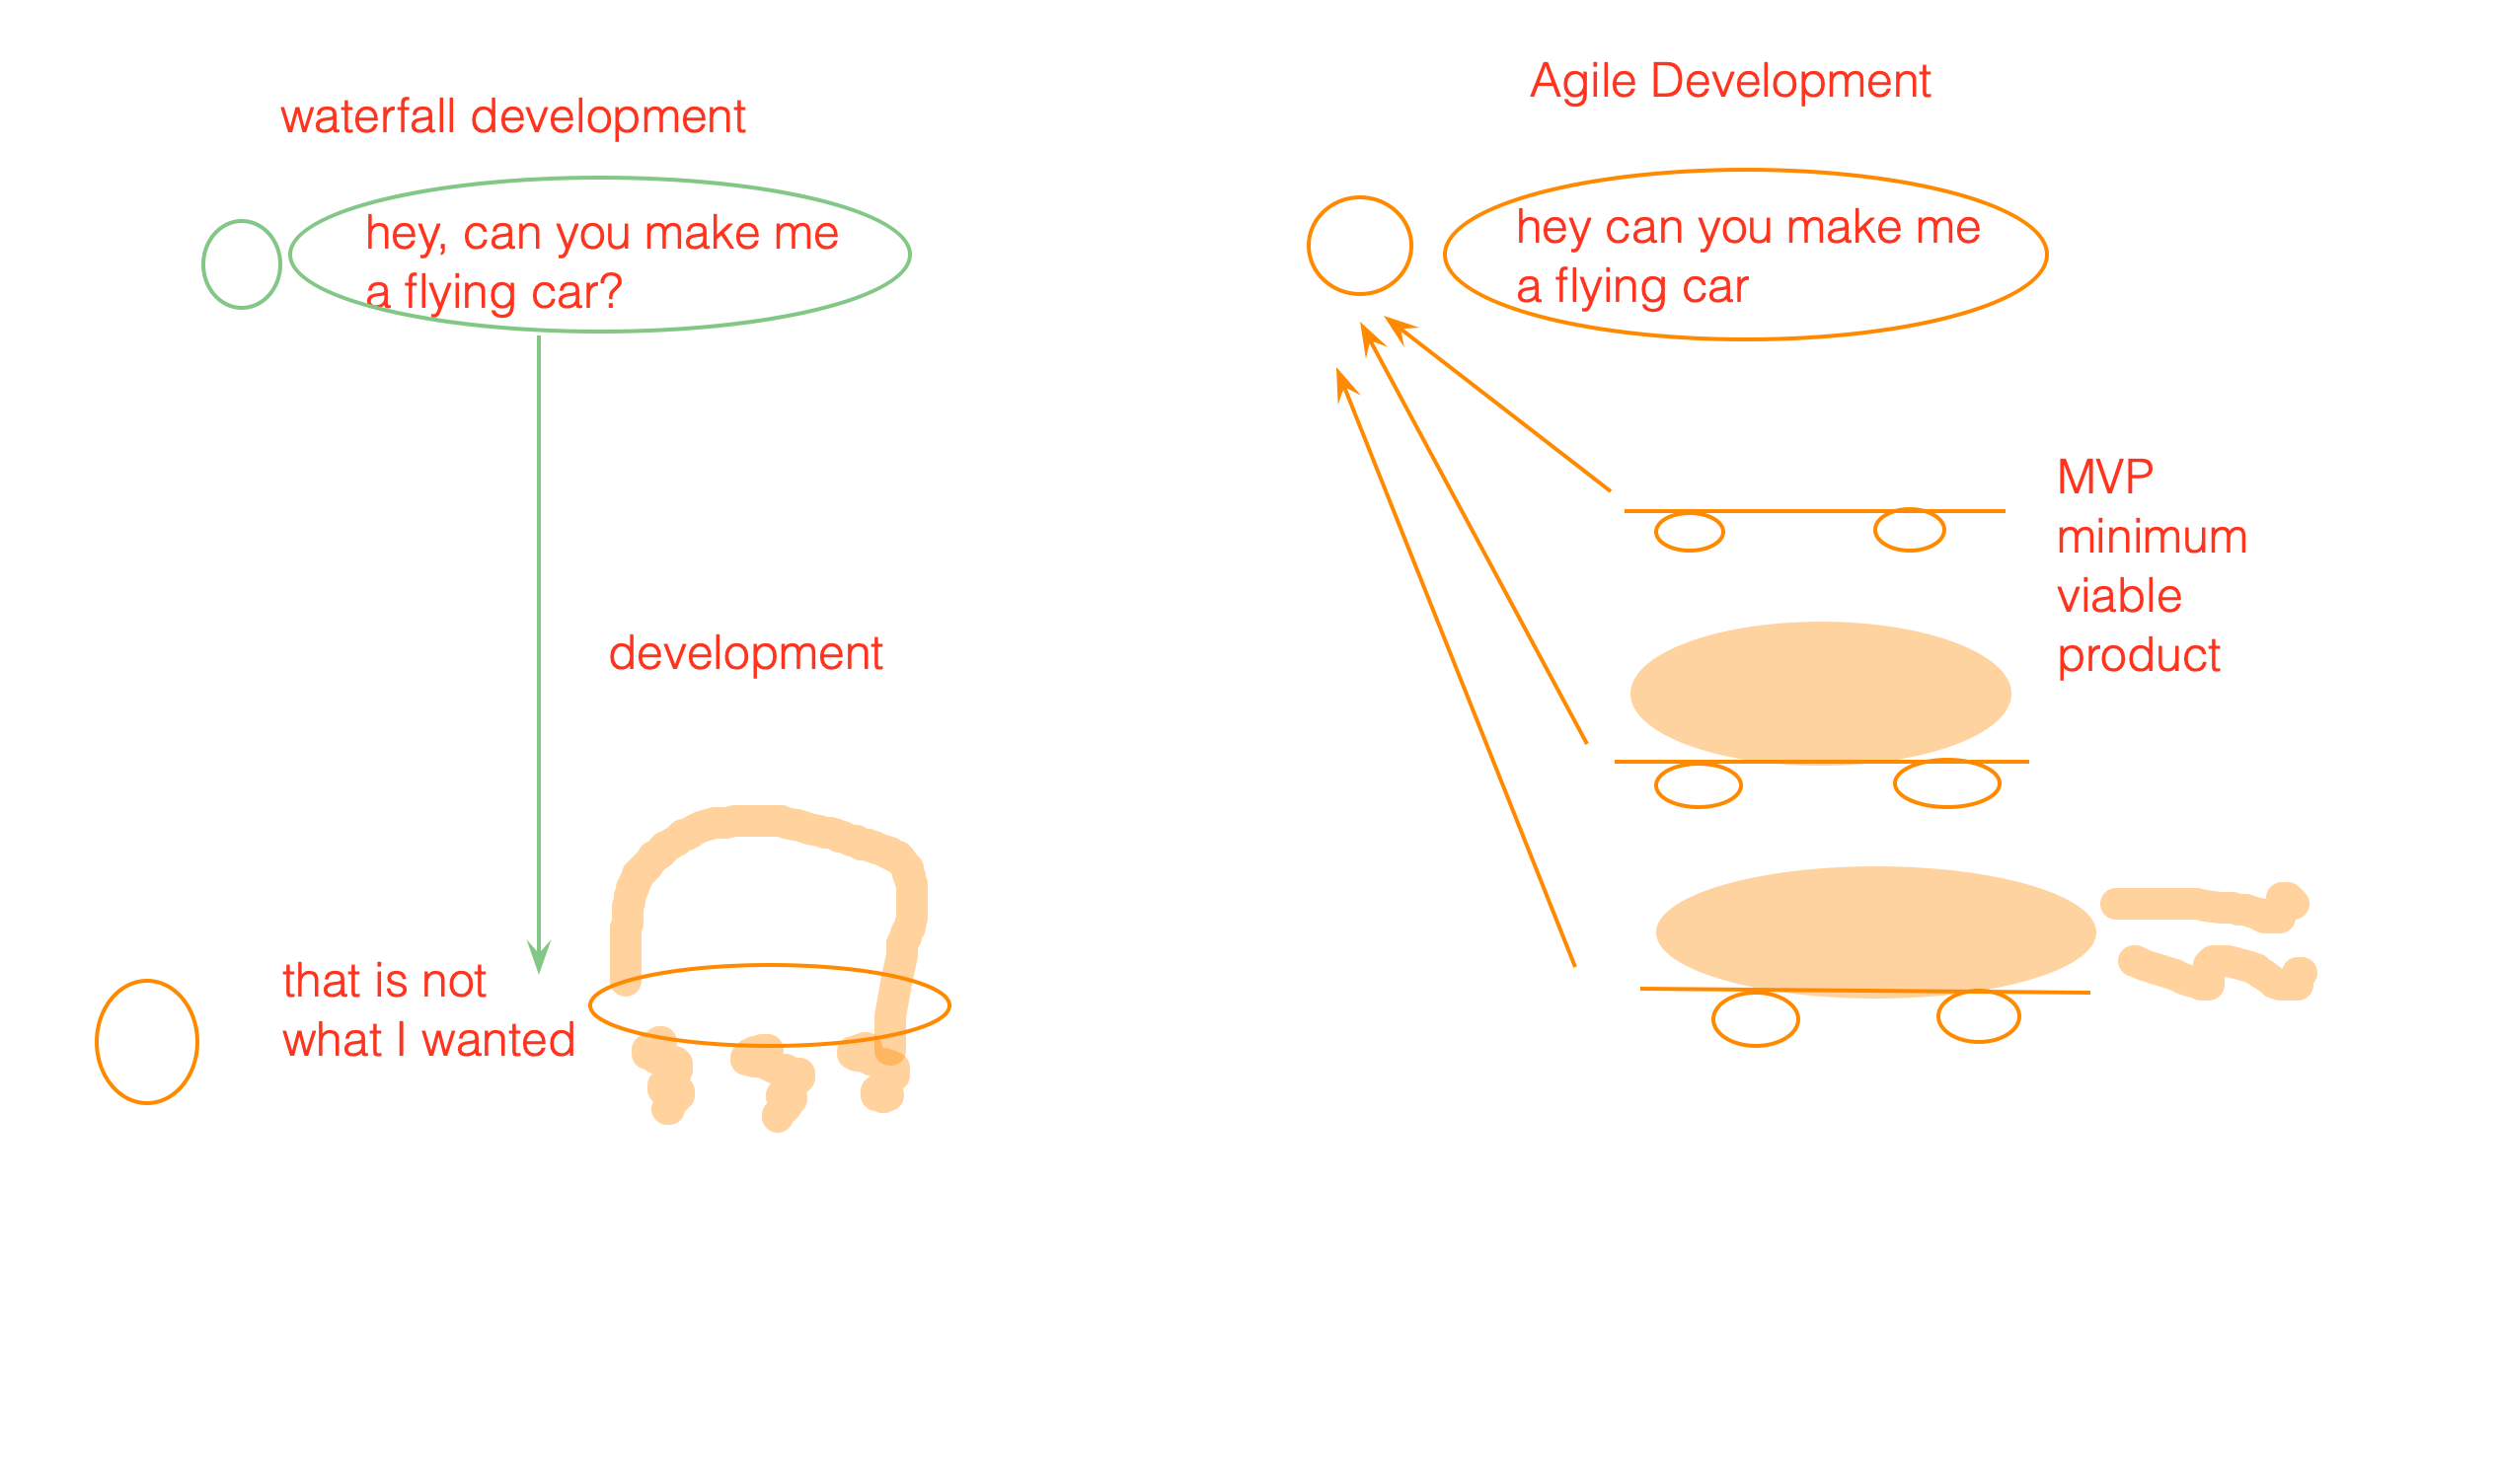 waterfall development
hey, can you make me
a flying car?
development
that is not
what I wanted
Agile Development
hey can you make me
a flying car
MVP
minimum
viable
product